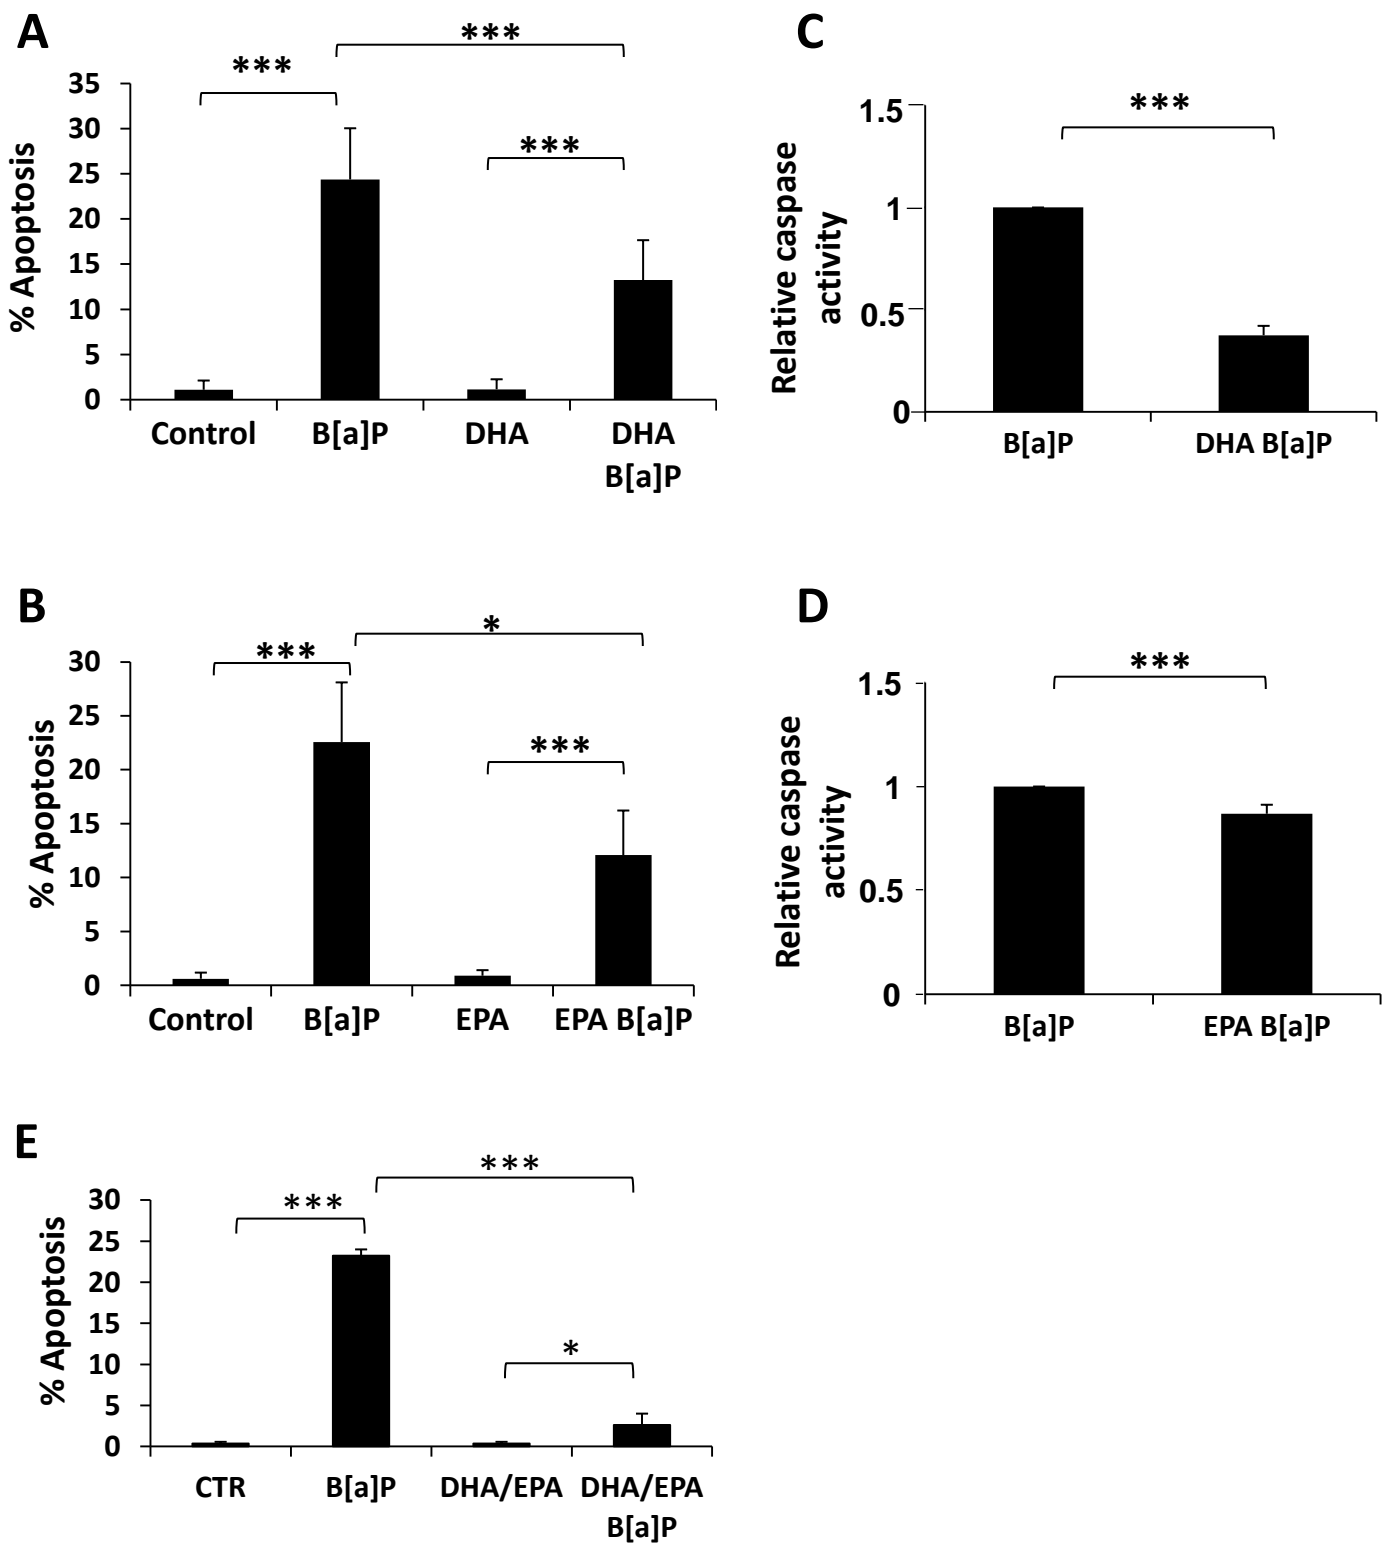 A
***
***
***
35
30
25
20
15
10
5
0
% Apoptosis
Control B[a]P DHA DHA
B[a]P
C
***
1.5
1
0.5
0
Relative caspase
activity
B[a]P DHA B[a]P
B
*
***
***
30
25
20
15
10
5
0
% Apoptosis
Control B[a]P EPA EPA B[a]P
D
***
1.5
1
0.5
0
Relative caspase
activity
B[a]P EPA B[a]P
E
***
***
*
30
25
20
15
10
5
0
% Apoptosis
CTR B[a]P DHA/EPA DHA/EPA
B[a]P